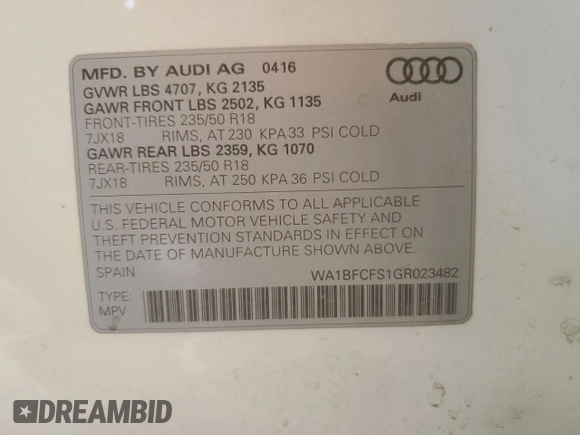 MFD. BY AUDI AG 0416
GVWR LBS 4707, KG 2135
GAWR FRONT LBS 2502, KG 1135
FRONT-TIRES 235/50 R18
7JX18 RIMS, AT 230 KPA 33 PSI COLD
GAWR REAR LBS 2359, KG 1070
REAR-TIRES 235/50 R18
7JX18 RIMS, AT 250 KPA 36 PSI COLD
Audi
THIS VEHICLE CONFORMS TO ALL APPLICABLE
U.S. FEDERAL MOTOR VEHICLE SAFETY AND
THEFT PREVENTION STANDARDS IN EFFECT ON
THE DATE OF MANUFACTURE SHOWN ABOVE.
SPAIN WA1BFCFS1GR023482
TYPE:
MPV
DREAMBID